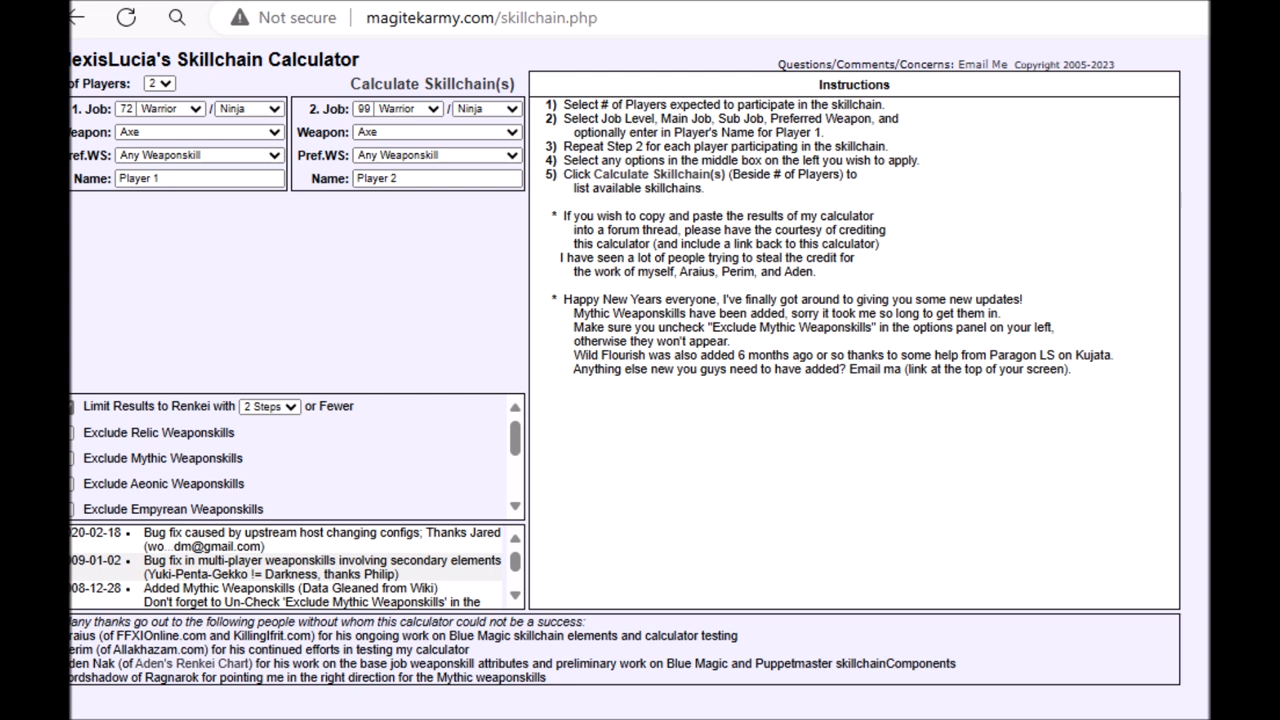 Not secure magitekarmy.com/skillchain.php
lexisLucia's Skillchain Calculator
Questions/Comments/Concerns: Email Me Copyright 2005-2023
of Players: 2 Calculate Skillchain(s)
1. Job: 72 Warrior / Ninja
eapon: Axe
ref.WS: Any Weaponskill
Name: Player 1
2. Job: 99 Warrior / Ninja
Weapon: Axe
Pref.WS: Any Weaponskill
Name: Player 2
Limit Results to Renkei with 2 Steps or Fewer
Exclude Relic Weaponskills
Exclude Mythic Weaponskills
Exclude Aeonic Weaponskills
Exclude Empyrean Weaponskills
20-02-18 • Bug fix caused by upstream host changing configs; Thanks Jared
(wo...dm@gmail.com)
09-01-02 • Bug fix in multi-player weaponskills involving secondary elements
(Yuki-Penta-Gekko != Darkness, thanks Philip)
08-12-28 • Added Mythic Weaponskills (Data Gleaned from Wiki)
Don't forget to Un-Check 'Exclude Mythic Weaponskills' in the
Instructions
1) Select # of Players expected to participate in the skillchain.
2) Select Job Level, Main Job, Sub Job, Preferred Weapon, and
optionally enter in Player's Name for Player 1.
3) Repeat Step 2 for each player participating in the skillchain.
4) Select any options in the middle box on the left you wish to apply.
5) Click Calculate Skillchain(s) (Beside # of Players) to
list available skillchains.
* If you wish to copy and paste the results of my calculator
into a forum thread, please have the courtesy of crediting
this calculator (and include a link back to this calculator)
I have seen a lot of people trying to steal the credit for
the work of myself, Araius, Perim, and Aden.
* Happy New Years everyone, I've finally got around to giving you some new updates!
Mythic Weaponskills have been added, sorry it took me so long to get them in.
Make sure you uncheck "Exclude Mythic Weaponskills" in the options panel on your left,
otherwise they won't appear.
Wild Flourish was also added 6 months ago or so thanks to some help from Paragon LS on Kujata.
Anything else new you guys need to have added? Email ma (link at the top of your screen).
any thanks go out to the following people without whom this calculator could not be a success:
raius (of FFXIOnline.com and KillingIfrit.com) for his ongoing work on Blue Magic skillchain elements and calculator testing
erim (of Allakhazam.com) for his continued efforts in testing my calculator
den Nak (of Aden's Renkei Chart) for his work on the base job weaponskill attributes and preliminary work on Blue Magic and Puppetmaster skillchainComponents
ordshadow of Ragnarok for pointing me in the right direction for the Mythic weaponskills